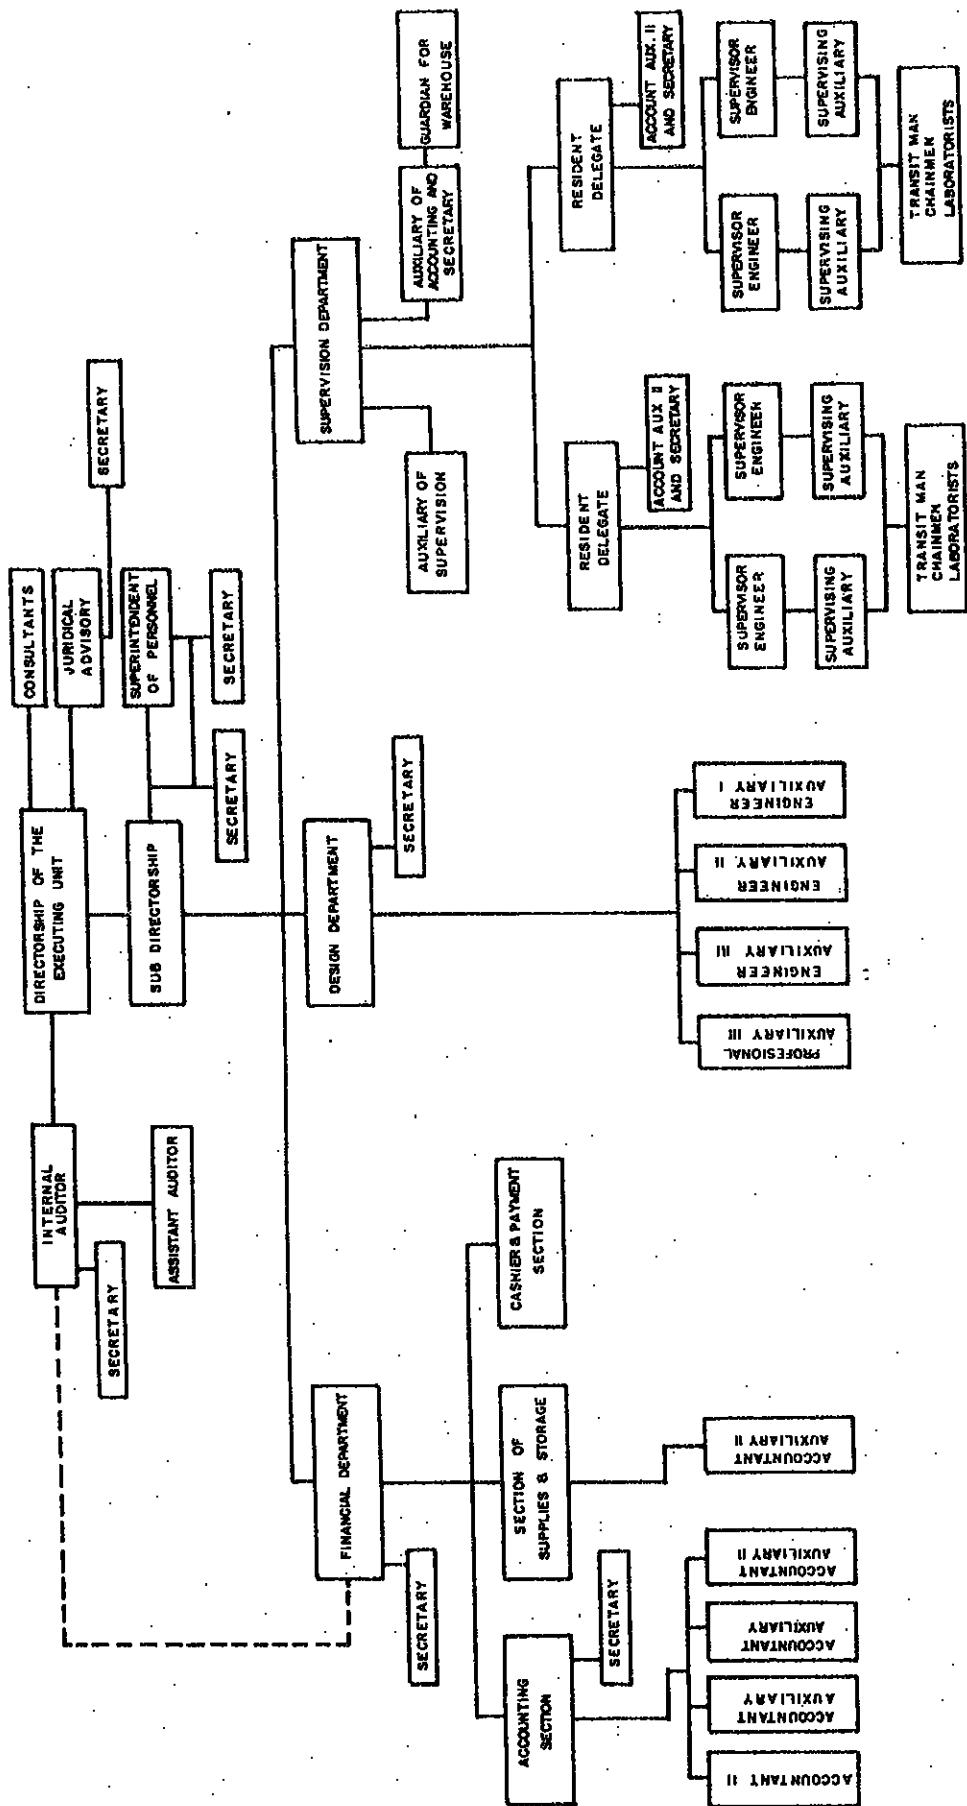 CONSULTANTS
DIRECTORSHIP OF THE
EXECUTING UNIT
JURIDICAL
ADVISORY
SECRETARY
INTERNAL
AUDITOR
SECRETARY
ASSISTANT AUDITOR
SUB DIRECTORSHIP
SUPERINTENDENT
OF PERSONNEL
SECRETARY
SECRETARY
FINANCIAL DEPARTMENT
SECRETARY
DESIGN DEPARTMENT
SECRETARY
SUPERVISION DEPARTMENT
AUXILIARY OF
SUPERVISION
AUXILIARY OF
ACCOUNTING AND
SECRETARY
GUARDIAN FOR
WAREHOUSE
ACCOUNTING
SECTION
SECRETARY
SECTION OF
SUPPLIES & STORAGE
CASHIER & PAYMENT
SECTION
ACCOUNTANT II
ACCOUNTANT
AUXILIARY
ACCOUNTANT
AUXILIARY
ACCOUNTANT
AUXILIARY II
ACCOUNTANT
AUXILIARY II
PROFESIONAL
AUXILIARY III
ENGINEER
AUXILIARY III
ENGINEER
AUXILIARY II
ENGINEER
AUXILIARY I
RESIDENT
DELEGATE
ACCOUNT AUX II
AND SECRETARY
SUPERVISOR
ENGINEER
SUPERVISOR
ENGINEER
SUPERVISING
AUXILIARY
SUPERVISING
AUXILIARY
TRANSIT MAN
CHAINMEN
LABORATORISTS
RESIDENT
DELEGATE
ACCOUNT AUX. II
AND SECRETARY
SUPERVISOR
ENGINEER
SUPERVISOR
ENGINEER
SUPERVISING
AUXILIARY
SUPERVISING
AUXILIARY
TRANSIT MAN
CHAINMEN
LABORATORISTS